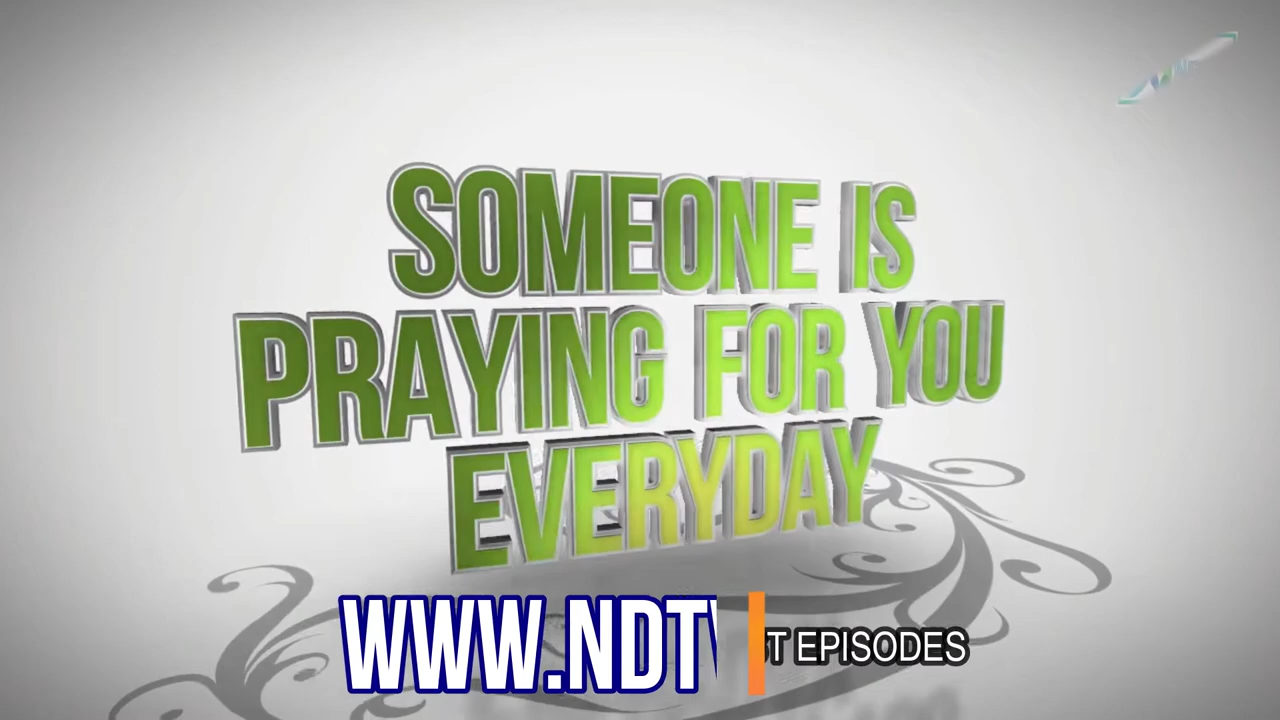 SOMEONE IS
PRAYING FOR YOU
EVERYDAY
WWW.NDT
EPISODES